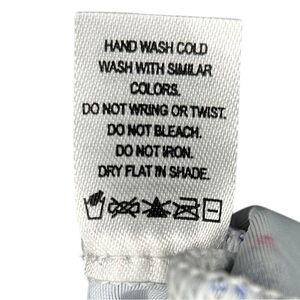 HAND WASH COLD
WASH WITH SIMILAR
COLORS.
DO NOT WRING OR TWIST.
DO NOT BLEACH.
DO NOT IRON.
DRY FLAT IN SHADE.